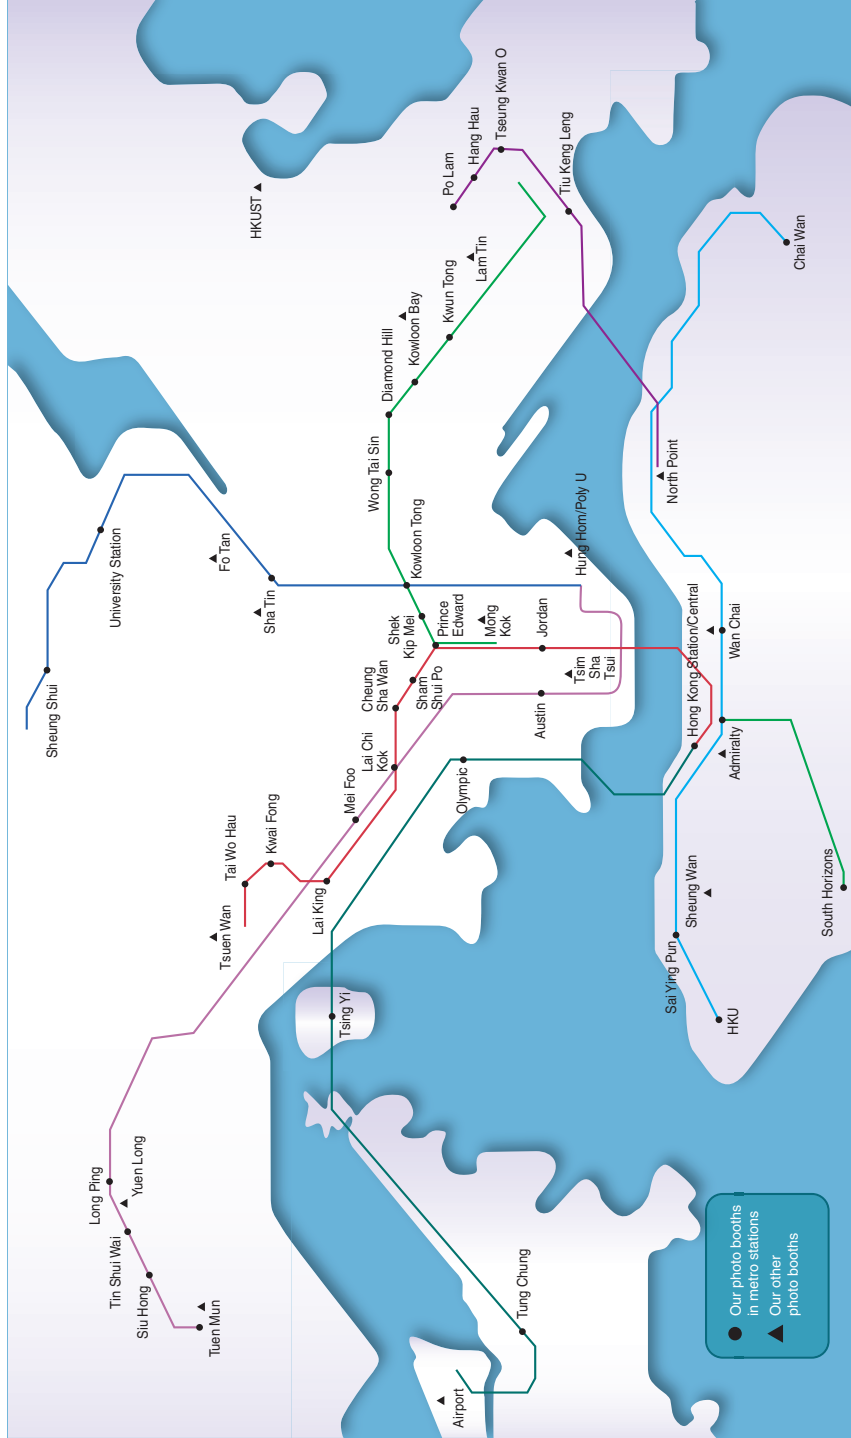 Sheung Shui
University Station
Fo Tan
Sha Tin
HKUST
Long Ping
Yuen Long
Tin Shui Wai
Siu Hong
Tuen Mun
Tsuen Wan
Tai Wo Hau
Kwai Fong
Lai King
Mei Foo
Lai Chi
Kok
Cheung
Sha Wan
Sham
Shui Po
Shek
Kip Mei
Prince
Edward
Mong
Kok
Kowloon Tong
Wong Tai Sin
Diamond Hill
Kowloon Bay
Kwun Tong
Lam Tin
Po Lam
Hang Hau
Tseung Kwan O
Tiu Keng Leng
Tsing Yi
Olympic
Austin
Jordan
Tsim
Sha
Tsui
Hung Hom/Poly U
Airport
Tung Chung
HKU
Sai Ying Pun
Sheung Wan
Hong Kong Station/Central
Admiralty
Wan Chai
North Point
Chai Wan
South Horizons
Our photo booths
in metro stations
Our other
photo booths